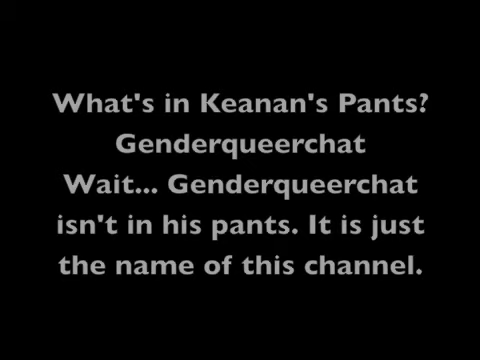 What's in Keanan's Pants?
Genderqueerchat
Wait... Genderqueerchat
isn't in his pants. It is just
the name of this channel.